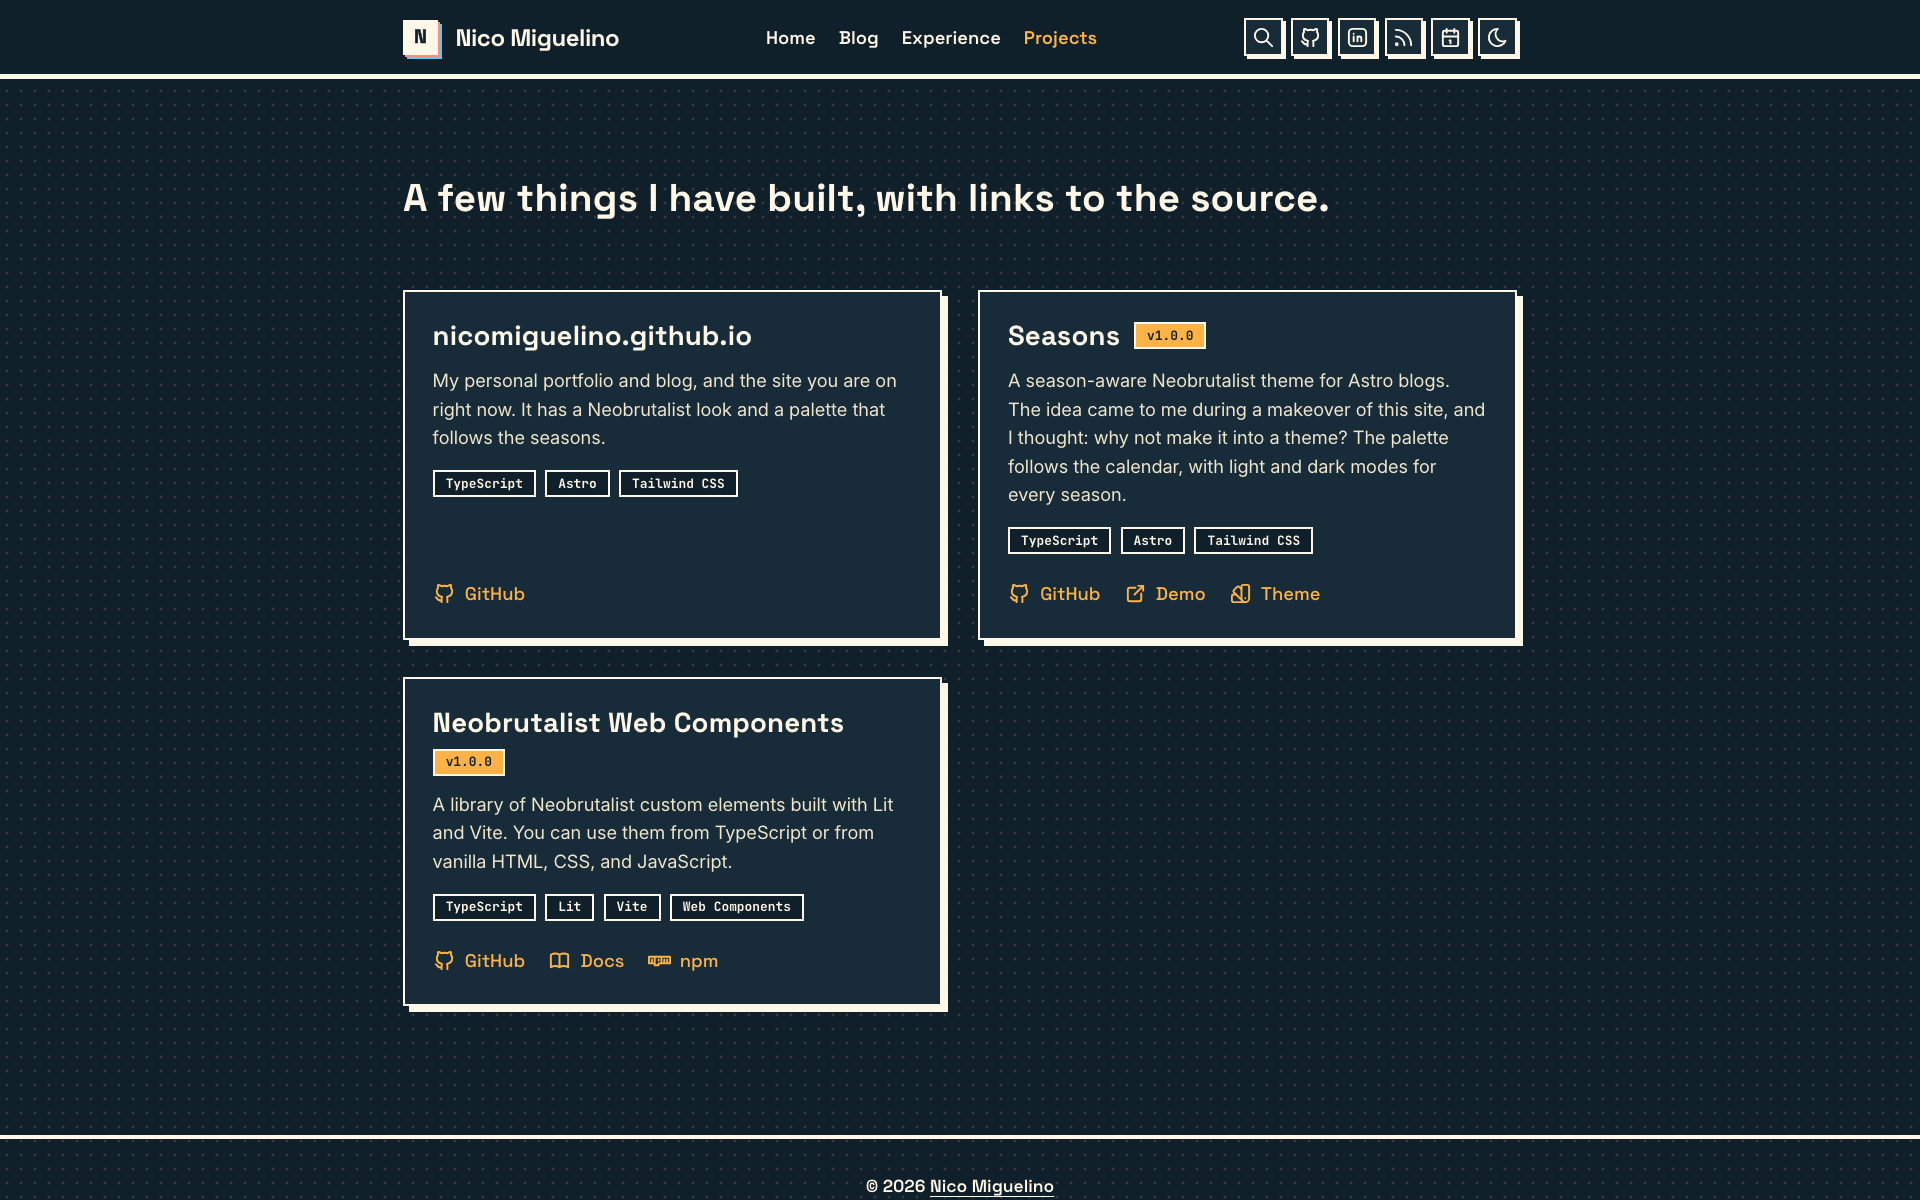 N Nico Miguelino Home Blog Experience Projects
A few things I have built, with links to the source.
nicomiguelino.github.io
My personal portfolio and blog, and the site you are on
right now. It has a Neobrutalist look and a palette that
follows the seasons.
TypeScript Astro Tailwind CSS
GitHub
Seasons v1.0.0
A season-aware Neobrutalist theme for Astro blogs.
The idea came to me during a makeover of this site, and
I thought: why not make it into a theme? The palette
follows the calendar, with light and dark modes for
every season.
TypeScript Astro Tailwind CSS
GitHub Demo Theme
Neobrutalist Web Components
v1.0.0
A library of Neobrutalist custom elements built with Lit
and Vite. You can use them from TypeScript or from
vanilla HTML, CSS, and JavaScript.
TypeScript Lit Vite Web Components
GitHub Docs npm
© 2026 Nico Miguelino